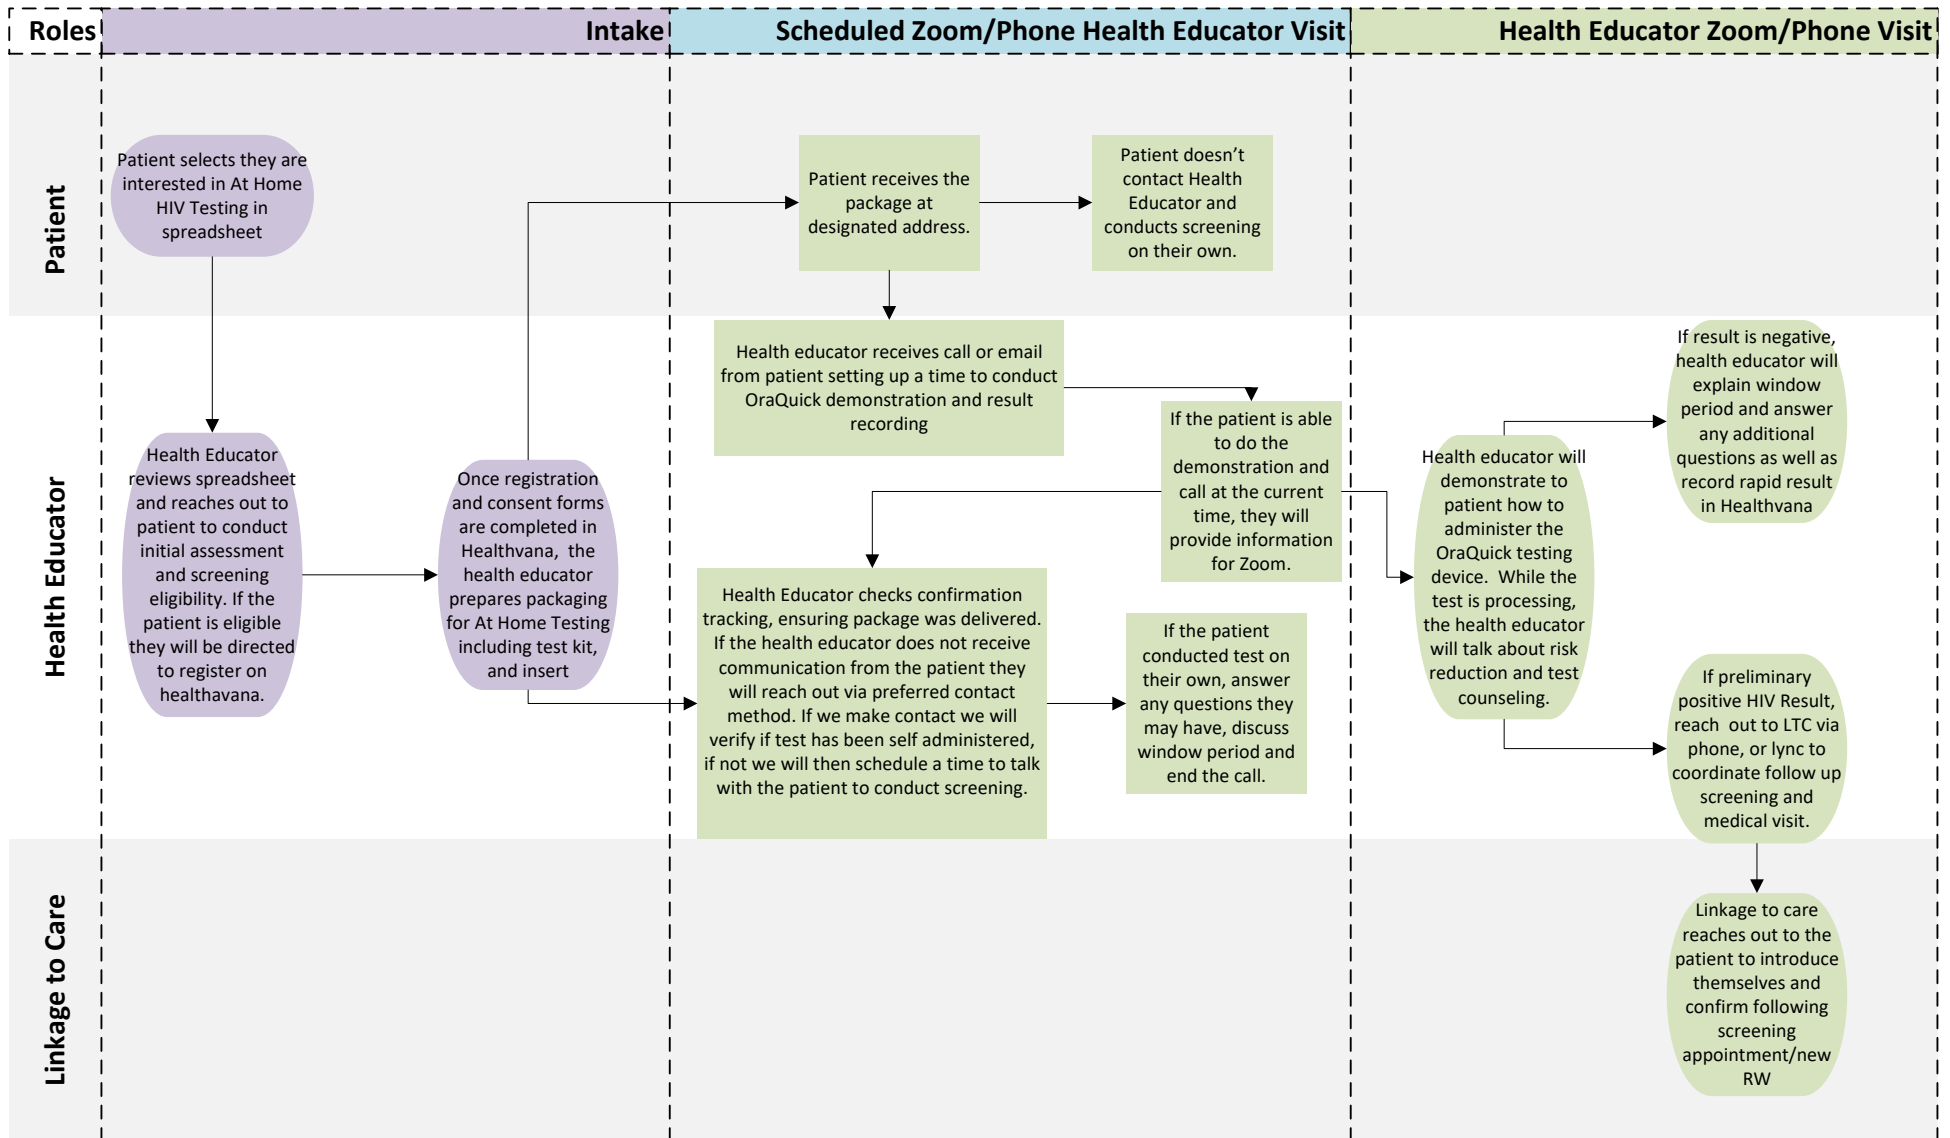 Roles
Intake
Scheduled Zoom/Phone Health Educator Visit
Health Educator Zoom/Phone Visit
Patient
Patient selects they are
interested in At Home
HIV Testing in
spreadsheet
Patient receives the
package at
designated address.
Patient doesn’t
contact Health
Educator and
conducts screening
on their own.
Health Educator
Health Educator
reviews spreadsheet
and reaches out to
patient to conduct
initial assessment
and screening
eligibility. If the
patient is eligible
they will be directed
to register on
healthavana.
Once registration
and consent forms
are completed in
Healthvana, the
health educator
prepares packaging
for At Home Testing
including test kit,
and insert
Health educator receives call or email
from patient setting up a time to conduct
OraQuick demonstration and result
recording
If the patient is able
to do the
demonstration and
call at the current
time, they will
provide information
for Zoom.
Health Educator checks confirmation
tracking, ensuring package was delivered.
If the health educator does not receive
communication from the patient they
will reach out via preferred contact
method. If we make contact we will
verify if test has been self administered,
if not we will then schedule a time to talk
with the patient to conduct screening.
If the patient
conducted test on
their own, answer
any questions they
may have, discuss
window period and
end the call.
Health educator will
demonstrate to
patient how to
administer the
OraQuick testing
device. While the
test is processing,
the health educator
will talk about risk
reduction and test
counseling.
If result is negative,
health educator will
explain window
period and answer
any additional
questions as well as
record rapid result
in Healthvana
If preliminary
positive HIV Result,
reach out to LTC via
phone, or lync to
coordinate follow up
screening and
medical visit.
Linkage to Care
Linkage to care
reaches out to the
patient to introduce
themselves and
confirm following
screening
appointment/new
RW